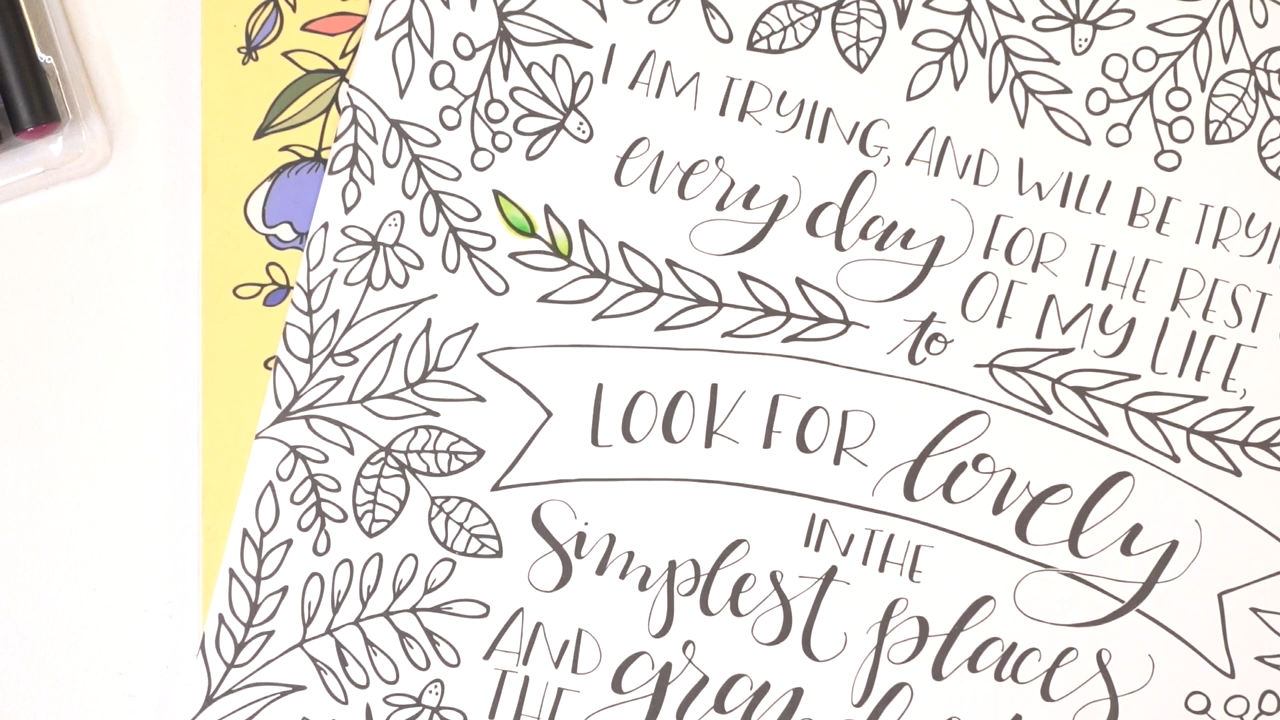 I AM TRYING, AND WILL BE
every day FOR THE REST
OF MY LIFE,
to
LOOK FOR lovely
IN THE
Simplest places
AND
THE